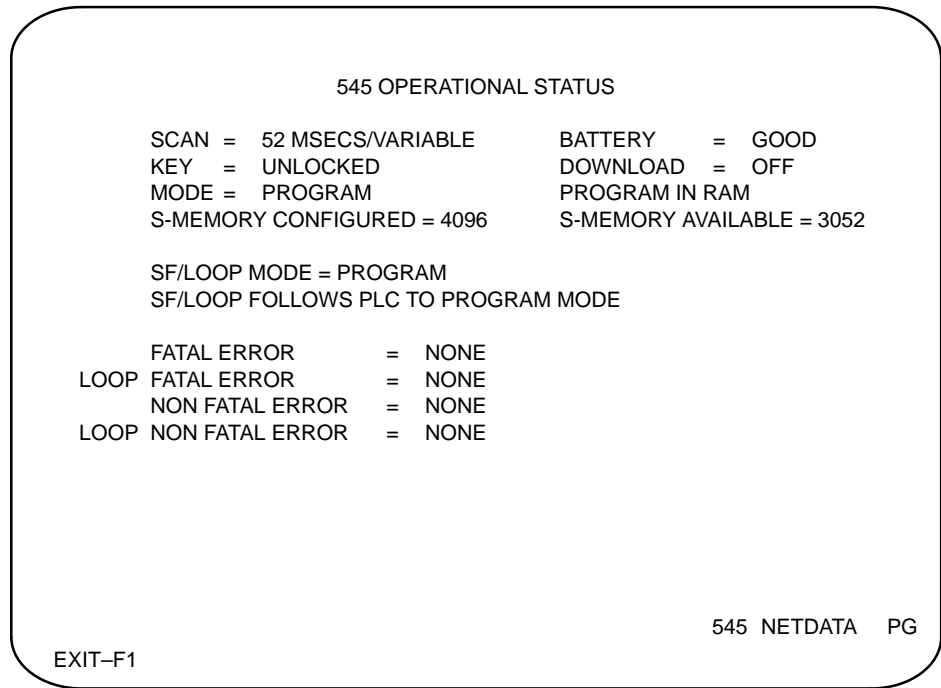 545 OPERATIONAL STATUS
SCAN = 52 MSECS/VARIABLE BATTERY = GOOD
KEY = UNLOCKED DOWNLOAD = OFF
MODE = PROGRAM PROGRAM IN RAM
S-MEMORY CONFIGURED = 4096 S-MEMORY AVAILABLE = 3052
SF/LOOP MODE = PROGRAM
SF/LOOP FOLLOWS PLC TO PROGRAM MODE
FATAL ERROR = NONE
LOOP FATAL ERROR = NONE
NON FATAL ERROR = NONE
LOOP NON FATAL ERROR = NONE
545 NETDATA PG
EXIT–F1